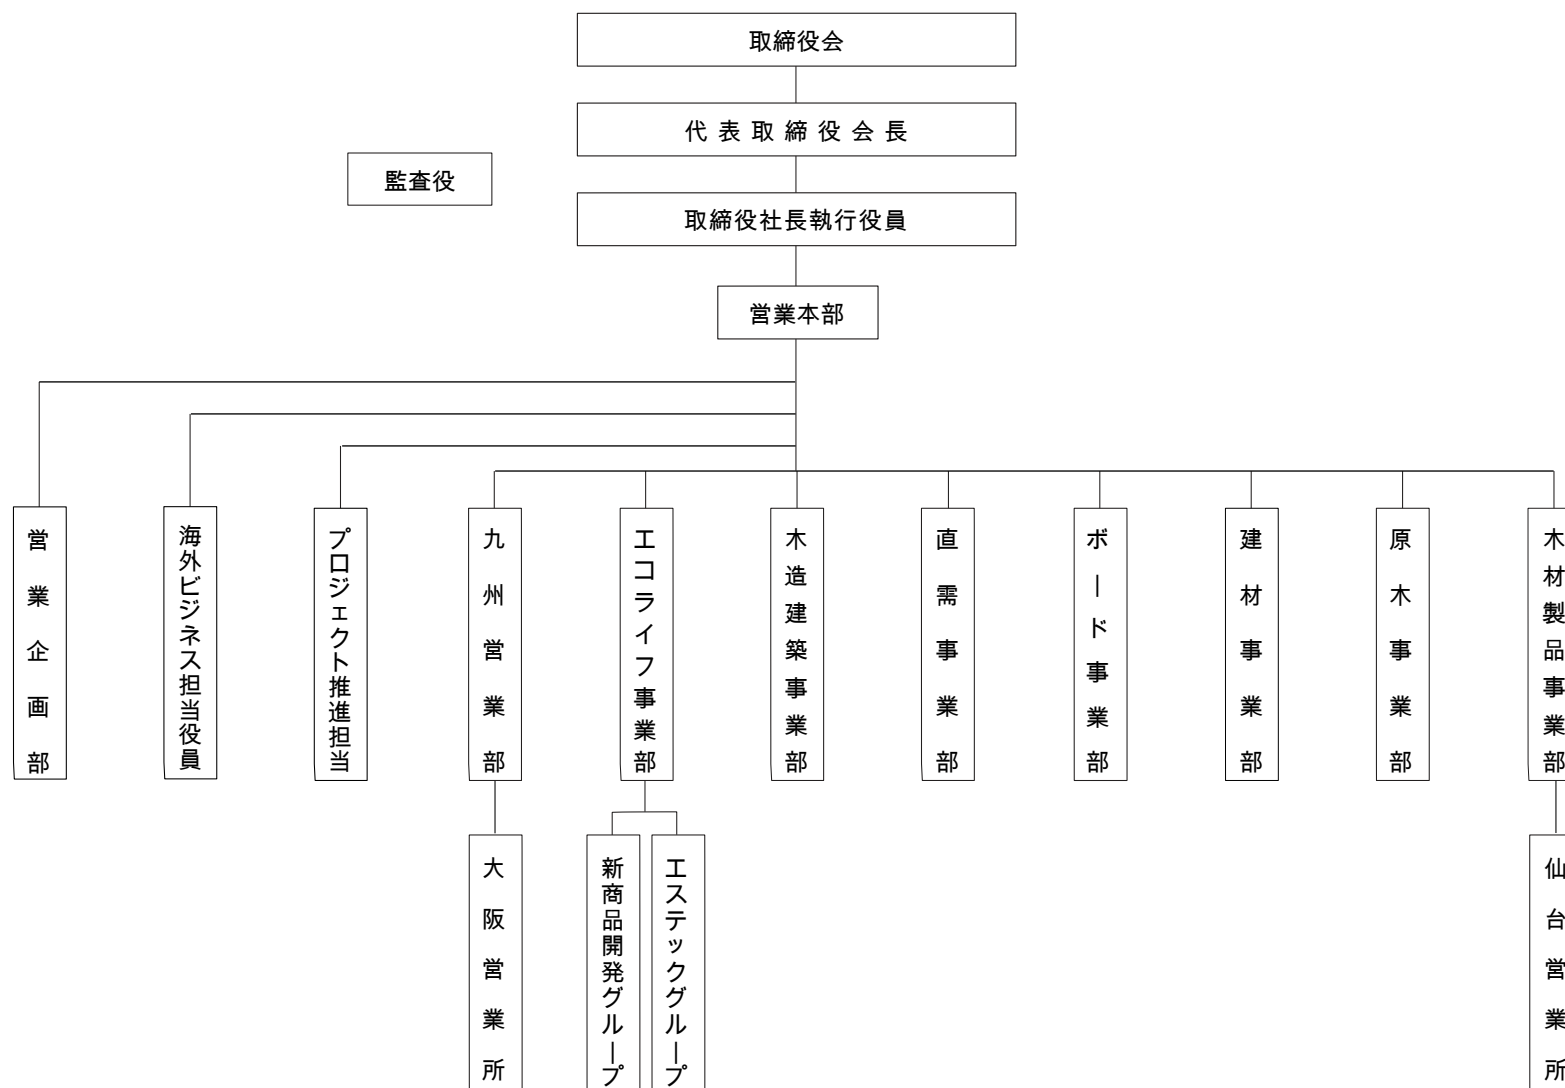 取締役会
代表取締役会長
監査役
取締役社長執行役員
営業本部
営業企画部
海外ビジネス担当役員
プロジェクト推進担当
九州営業部
エコライフ事業部
木造建築事業部
直需事業部
ボード事業部
建材事業部
原木事業部
木材製品事業部
大阪営業所
新商品開発グループ
エステックグループ
仙台営業所